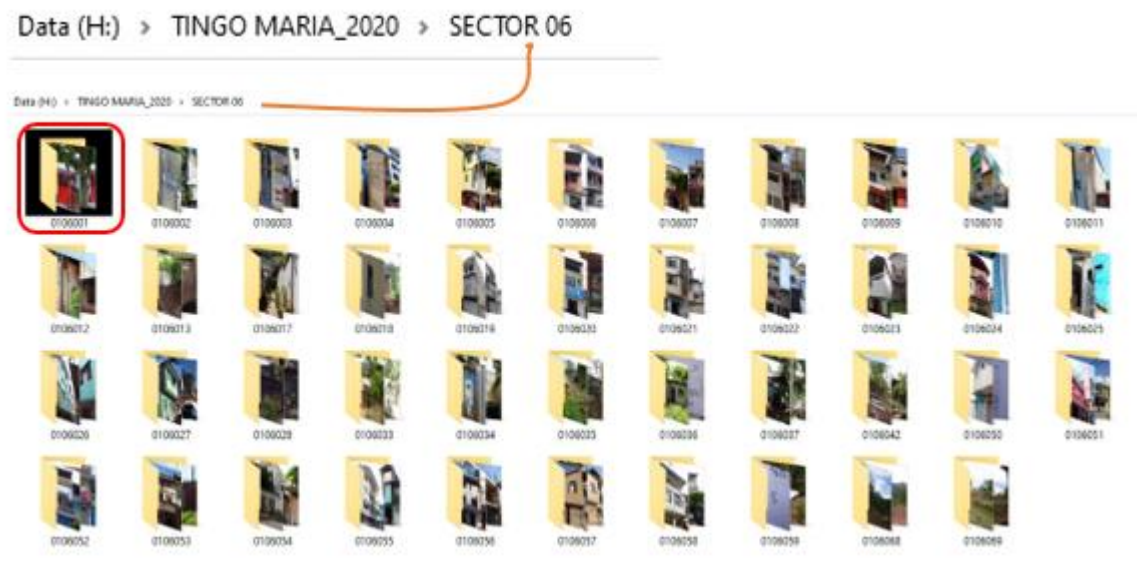 Data (H:) > TINGO MARIA_2020 > SECTOR 06
Data (H:) > TINGO MARIA_2020 > SECTOR 06
0106001 0106002 0106003 0106004 0106005 0106006 0106007 0106008 0106009 0106010 0106011
0106012 0106013 0106017 0106018 0106019 0106020 0106021 0106022 0106023 0106024 0106025
0106026 0106027 0106028 0106033 0106034 0106035 0106036 0106037 0106042 0106050 0106051
0106052 0106053 0106054 0106055 0106056 0106057 0106058 0106059 0106068 0106069